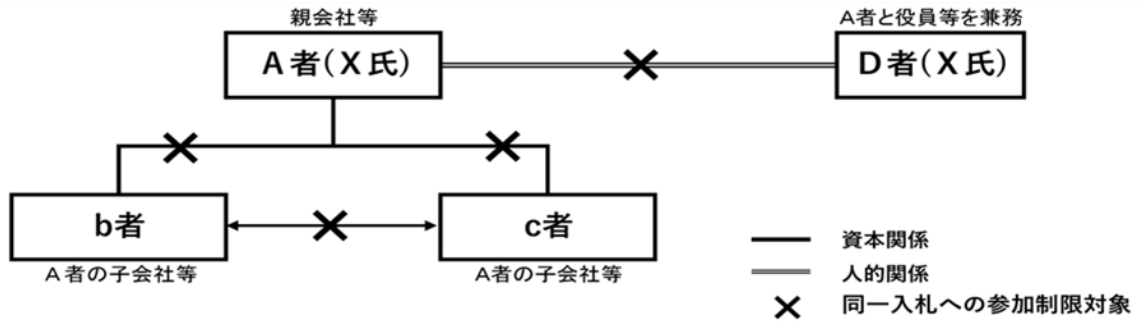 親会社等
A者と役員等を兼務
A者(X氏)
D者(X氏)
b者
c者
A者の子会社等
A者の子会社等
資本関係
人的関係
同一入札への参加制限対象